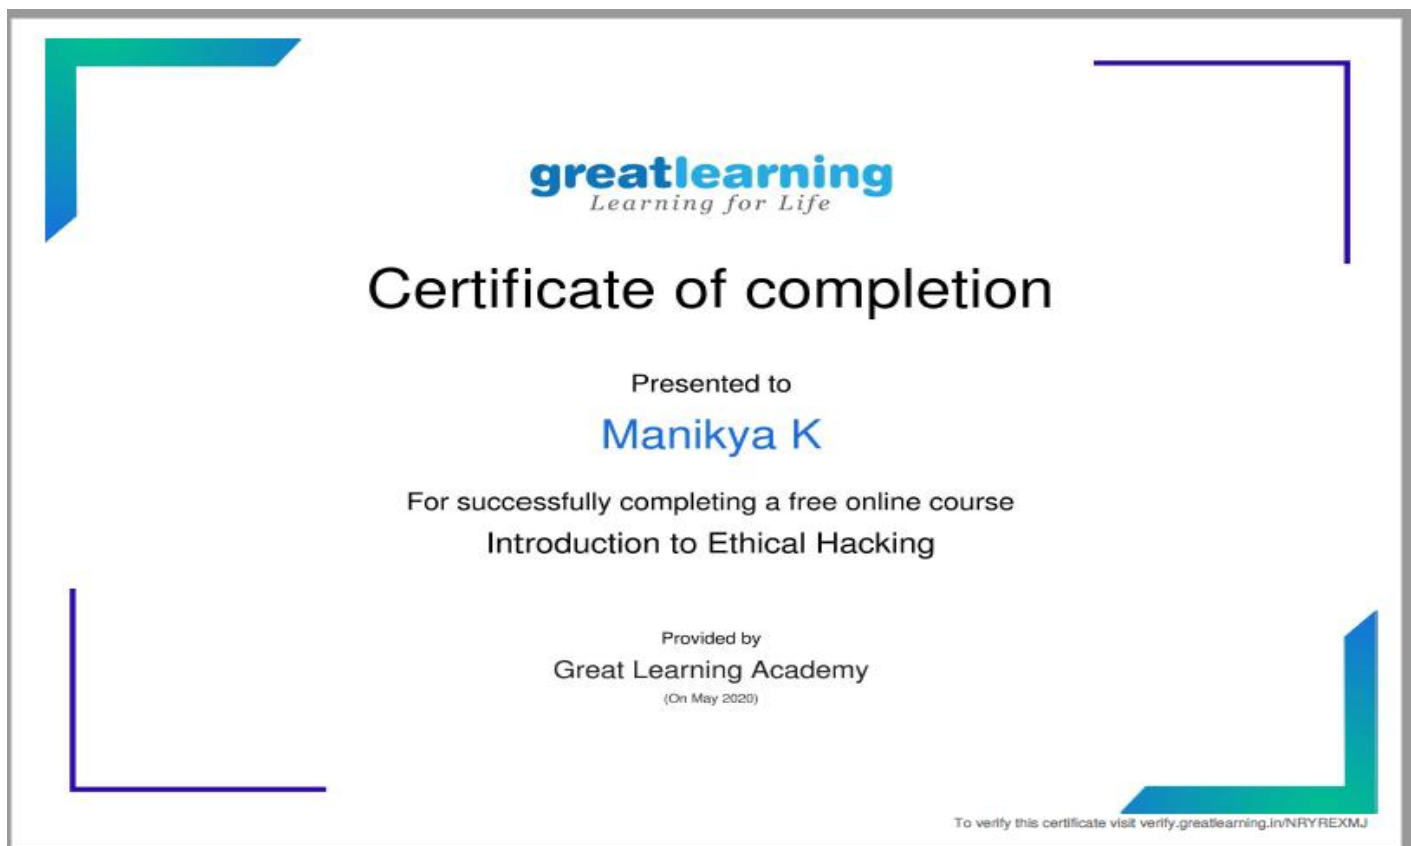 greatlearning
Learning for Life
Certificate of completion
Presented to
Manikya K
For successfully completing a free online course
Introduction to Ethical Hacking
Provided by
Great Learning Academy
(On May 2020)
To verify this certificate visit verify.greatlearning.in/NRYREXMJ